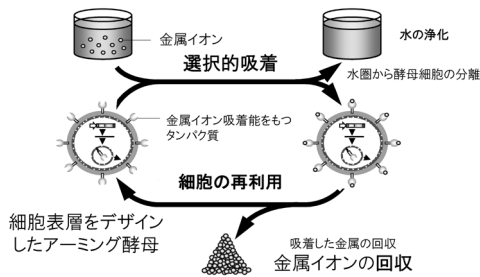 金属イオン
水の浄化
選択的吸着
水圏から酵母細胞の分離
金属イオン吸着能をもつ
タンパク質
細胞の再利用
細胞表層をデザイン
したアーミング酵母
吸着した金属の回収
金属イオンの回収